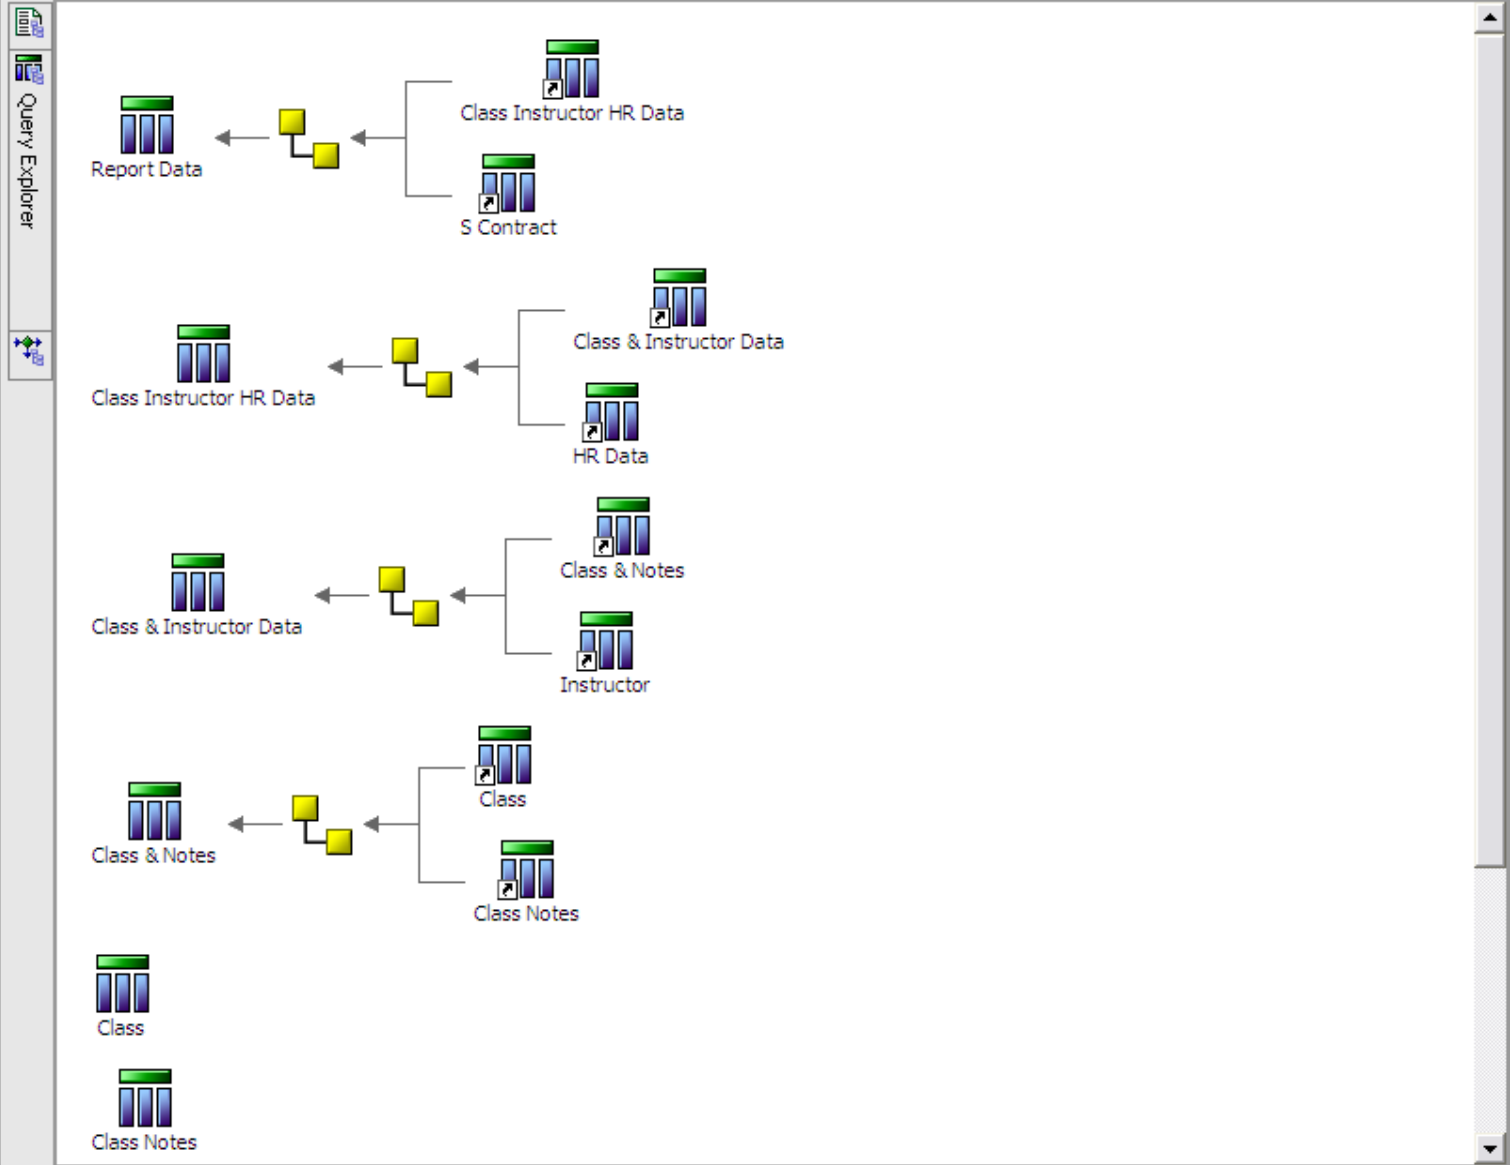 Query Explorer
Class Instructor HR Data
Report Data
S Contract
Class & Instructor Data
Class Instructor HR Data
HR Data
Class & Notes
Class & Instructor Data
Instructor
Class
Class & Notes
Class Notes
Class
Class Notes